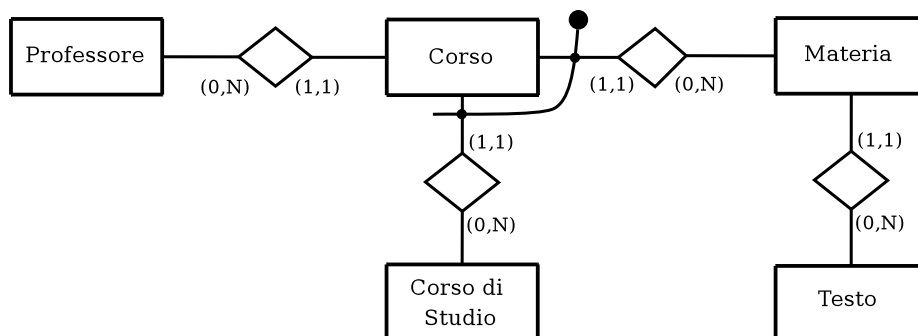 Professore
Corso
Materia
(0,N)
(1,1)
(1,1)
(0,N)
(1,1)
(1,1)
(0,N)
(0,N)
Corso di
Studio
Testo